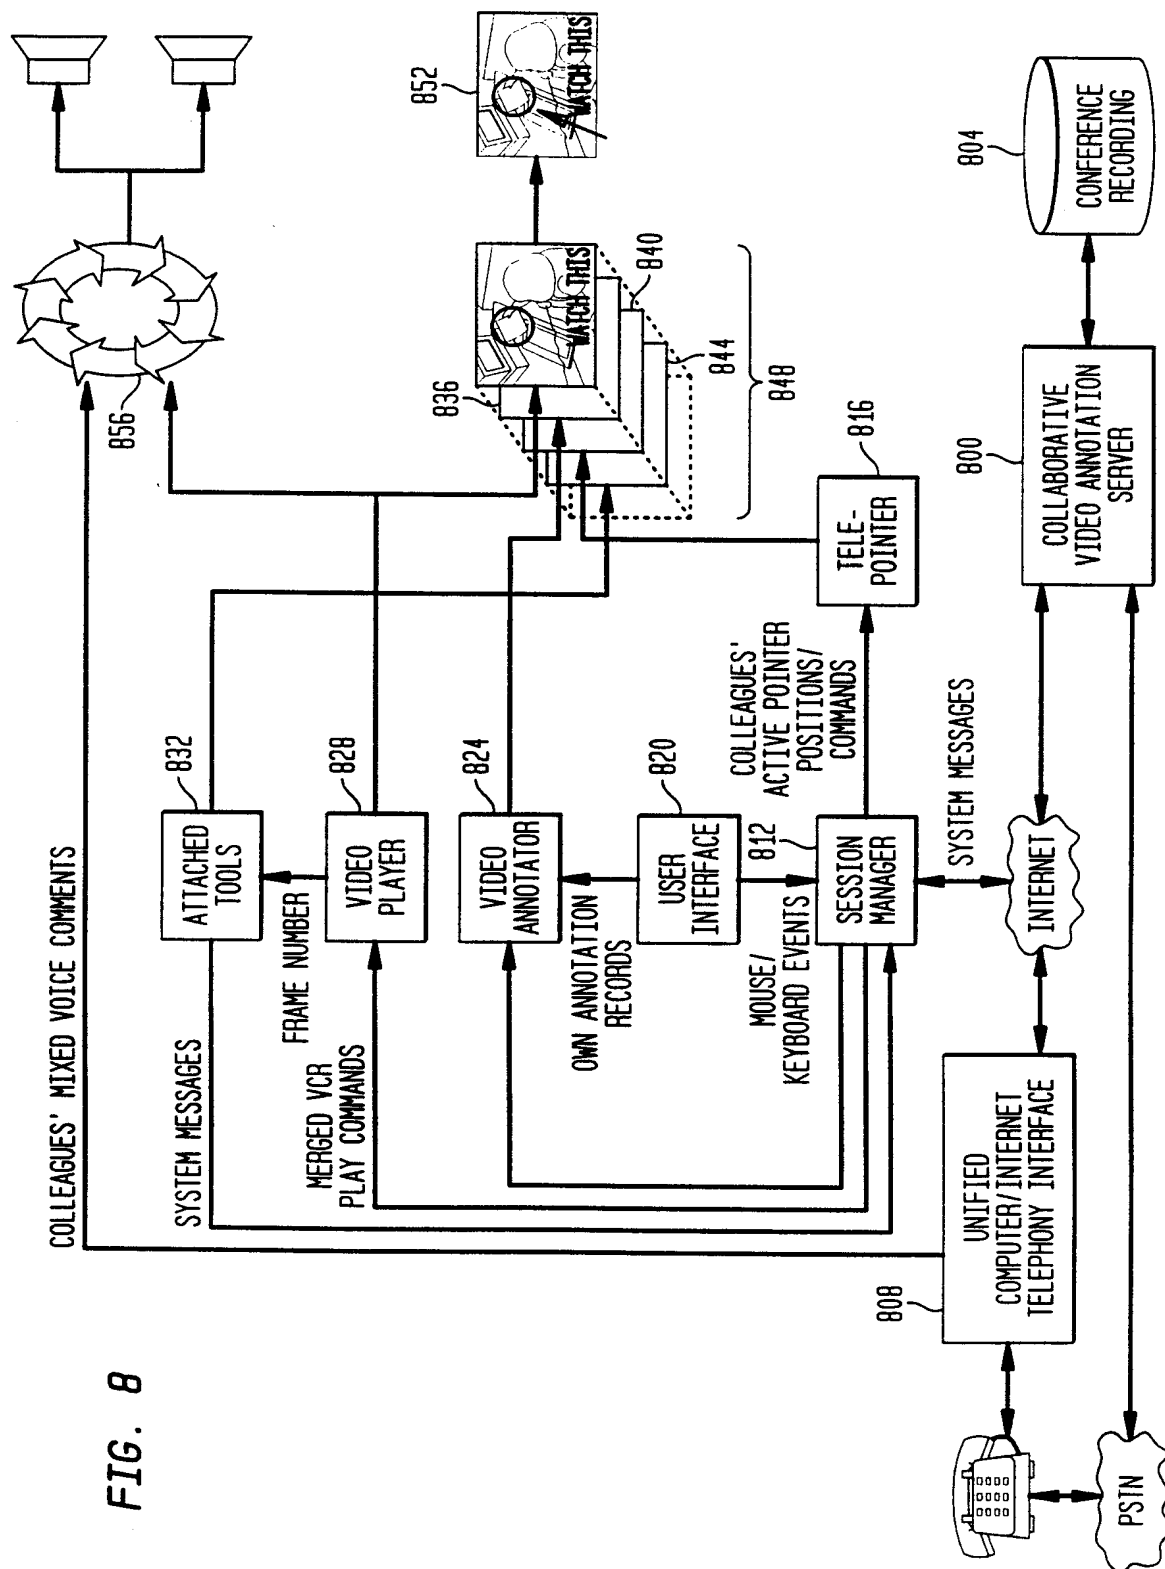 FIG. 8
COLLEAGUES' MIXED VOICE COMMENTS
856
SYSTEM MESSAGES
ATTACHED
TOOLS
832
FRAME NUMBER
MERGED VCR
PLAY COMMANDS
VIDEO
PLAYER
828
VIDEO
ANNOTATOR
824
OWN ANNOTATION
RECORDS
USER
INTERFACE
820
MOUSE/
KEYBOARD EVENTS
SESSION
MANAGER
812
COLLEAGUES'
ACTIVE POINTER
POSITIONS/
COMMANDS
TELE-
POINTER
816
836
WATCH THIS
840
844
848
852
WATCH THIS
SYSTEM MESSAGES
808
UNIFIED
COMPUTER/INTERNET
TELEPHONY INTERFACE
INTERNET
800
COLLABORATIVE
VIDEO ANNOTATION
SERVER
804
CONFERENCE
RECORDING
PSTN